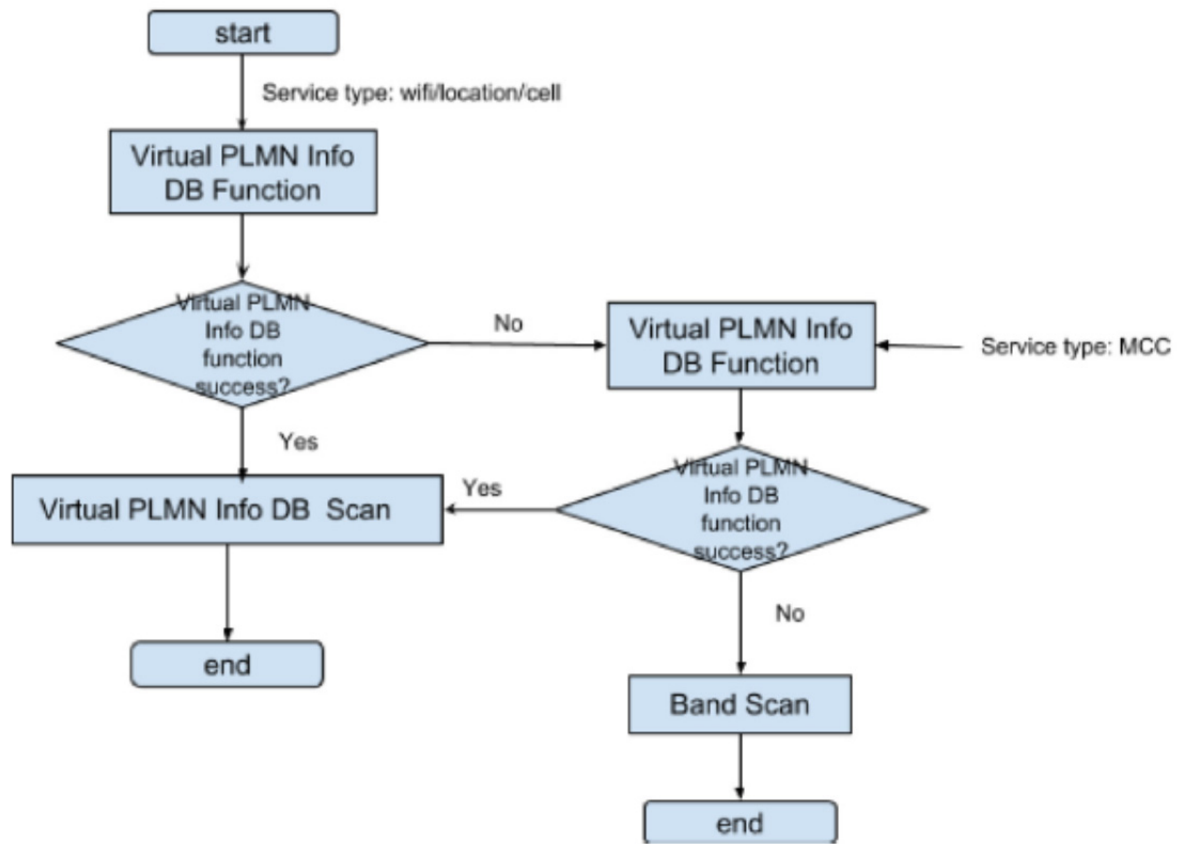 start
Service type: wifi/location/cell
Virtual PLMN Info
DB Function
Virtual PLMN
Info DB
function
success?
No
Virtual PLMN Info
DB Function
Service type: MCC
Yes
Virtual PLMN Info DB Scan
Yes
Virtual PLMN
Info DB
function
success?
No
end
Band Scan
end